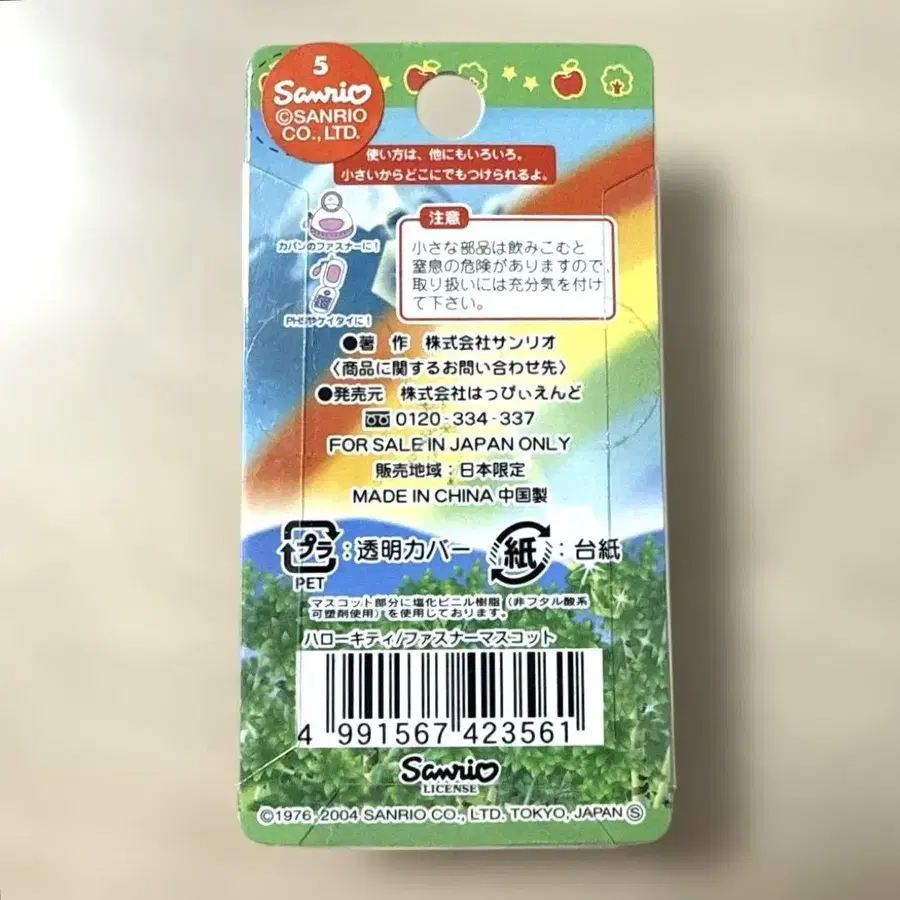 5
Sanrio
©SANRIO
CO., LTD.
使い方は、他にもいろいろ。
小さいからどこにでもつけられるよ。
カバンのファスナーに!
PHSやケイタイに!
注意
小さな部品は飲みこむと
窒息の危険がありますので、
取り扱いには充分気を付け
て下さい。
●著 作 株式会社サンリオ
〈商品に関するお問い合わせ先〉
●発売元 株式会社はっぴぃえんど
0120-334-337
FOR SALE IN JAPAN ONLY
販売地域:日本限定
MADE IN CHINA 中国製
プラ:透明カバー 紙:台紙
PET
マスコット部分に塩化ビニル樹脂(非フタル酸系
可塑剤使用)を使用しております。
ハローキティ/ファスナーマスコット
4 991567 423561
Sanrio
LICENSE
©1976, 2004 SANRIO CO., LTD. TOKYO, JAPAN Ⓢ